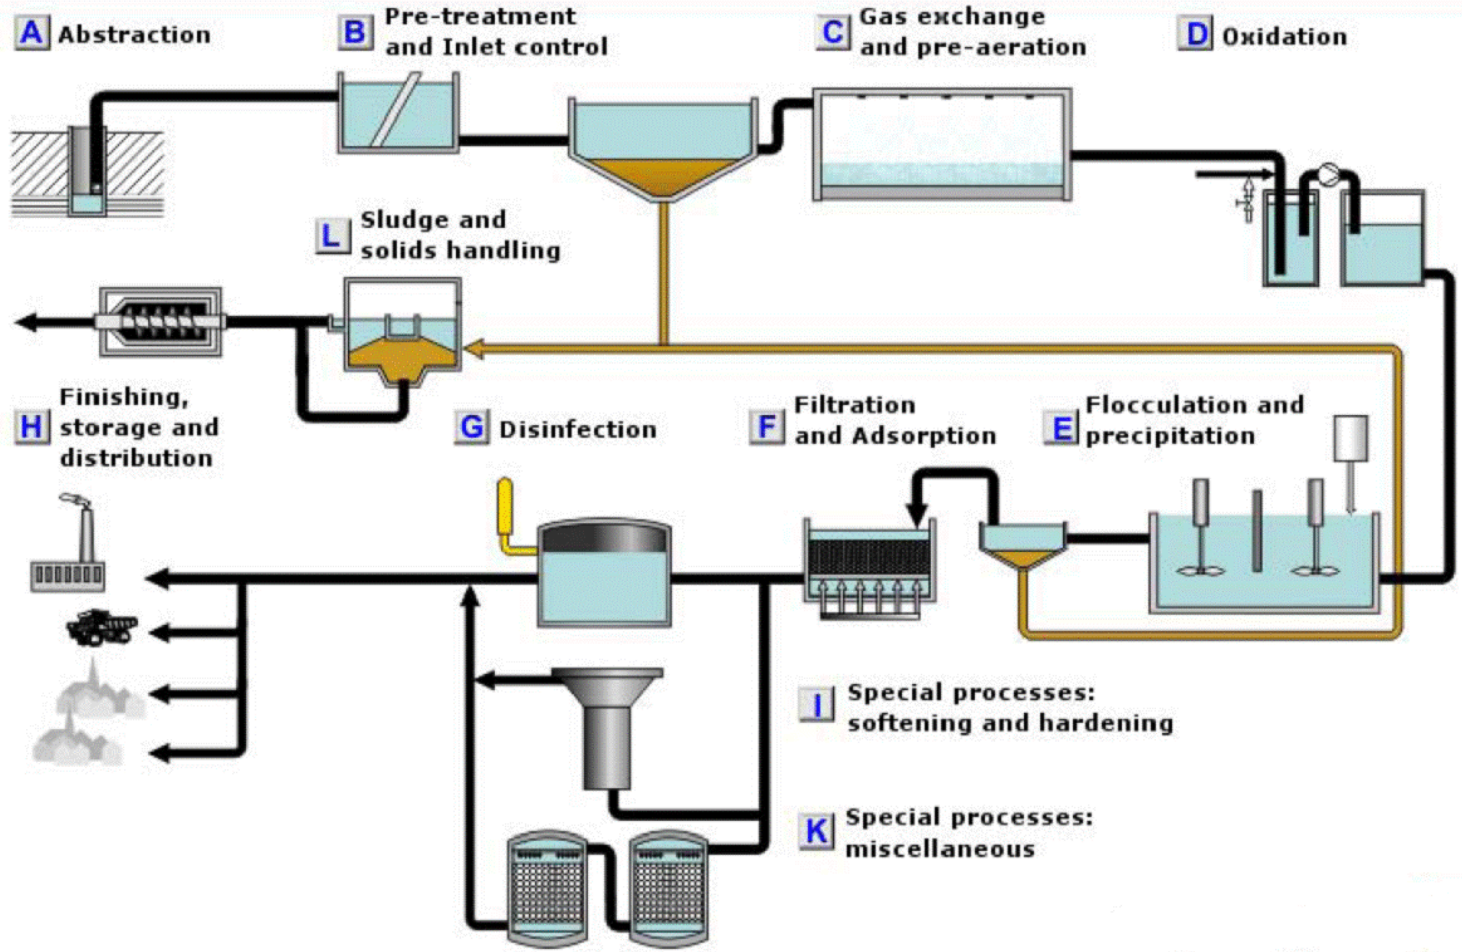 A Abstraction
B Pre-treatment
and Inlet control
C Gas exchange
and pre-aeration
D Oxidation
L Sludge and
solids handling
H Finishing,
storage and
distribution
G Disinfection
F Filtration
and Adsorption
E Flocculation and
precipitation
I Special processes:
softening and hardening
K Special processes:
miscellaneous